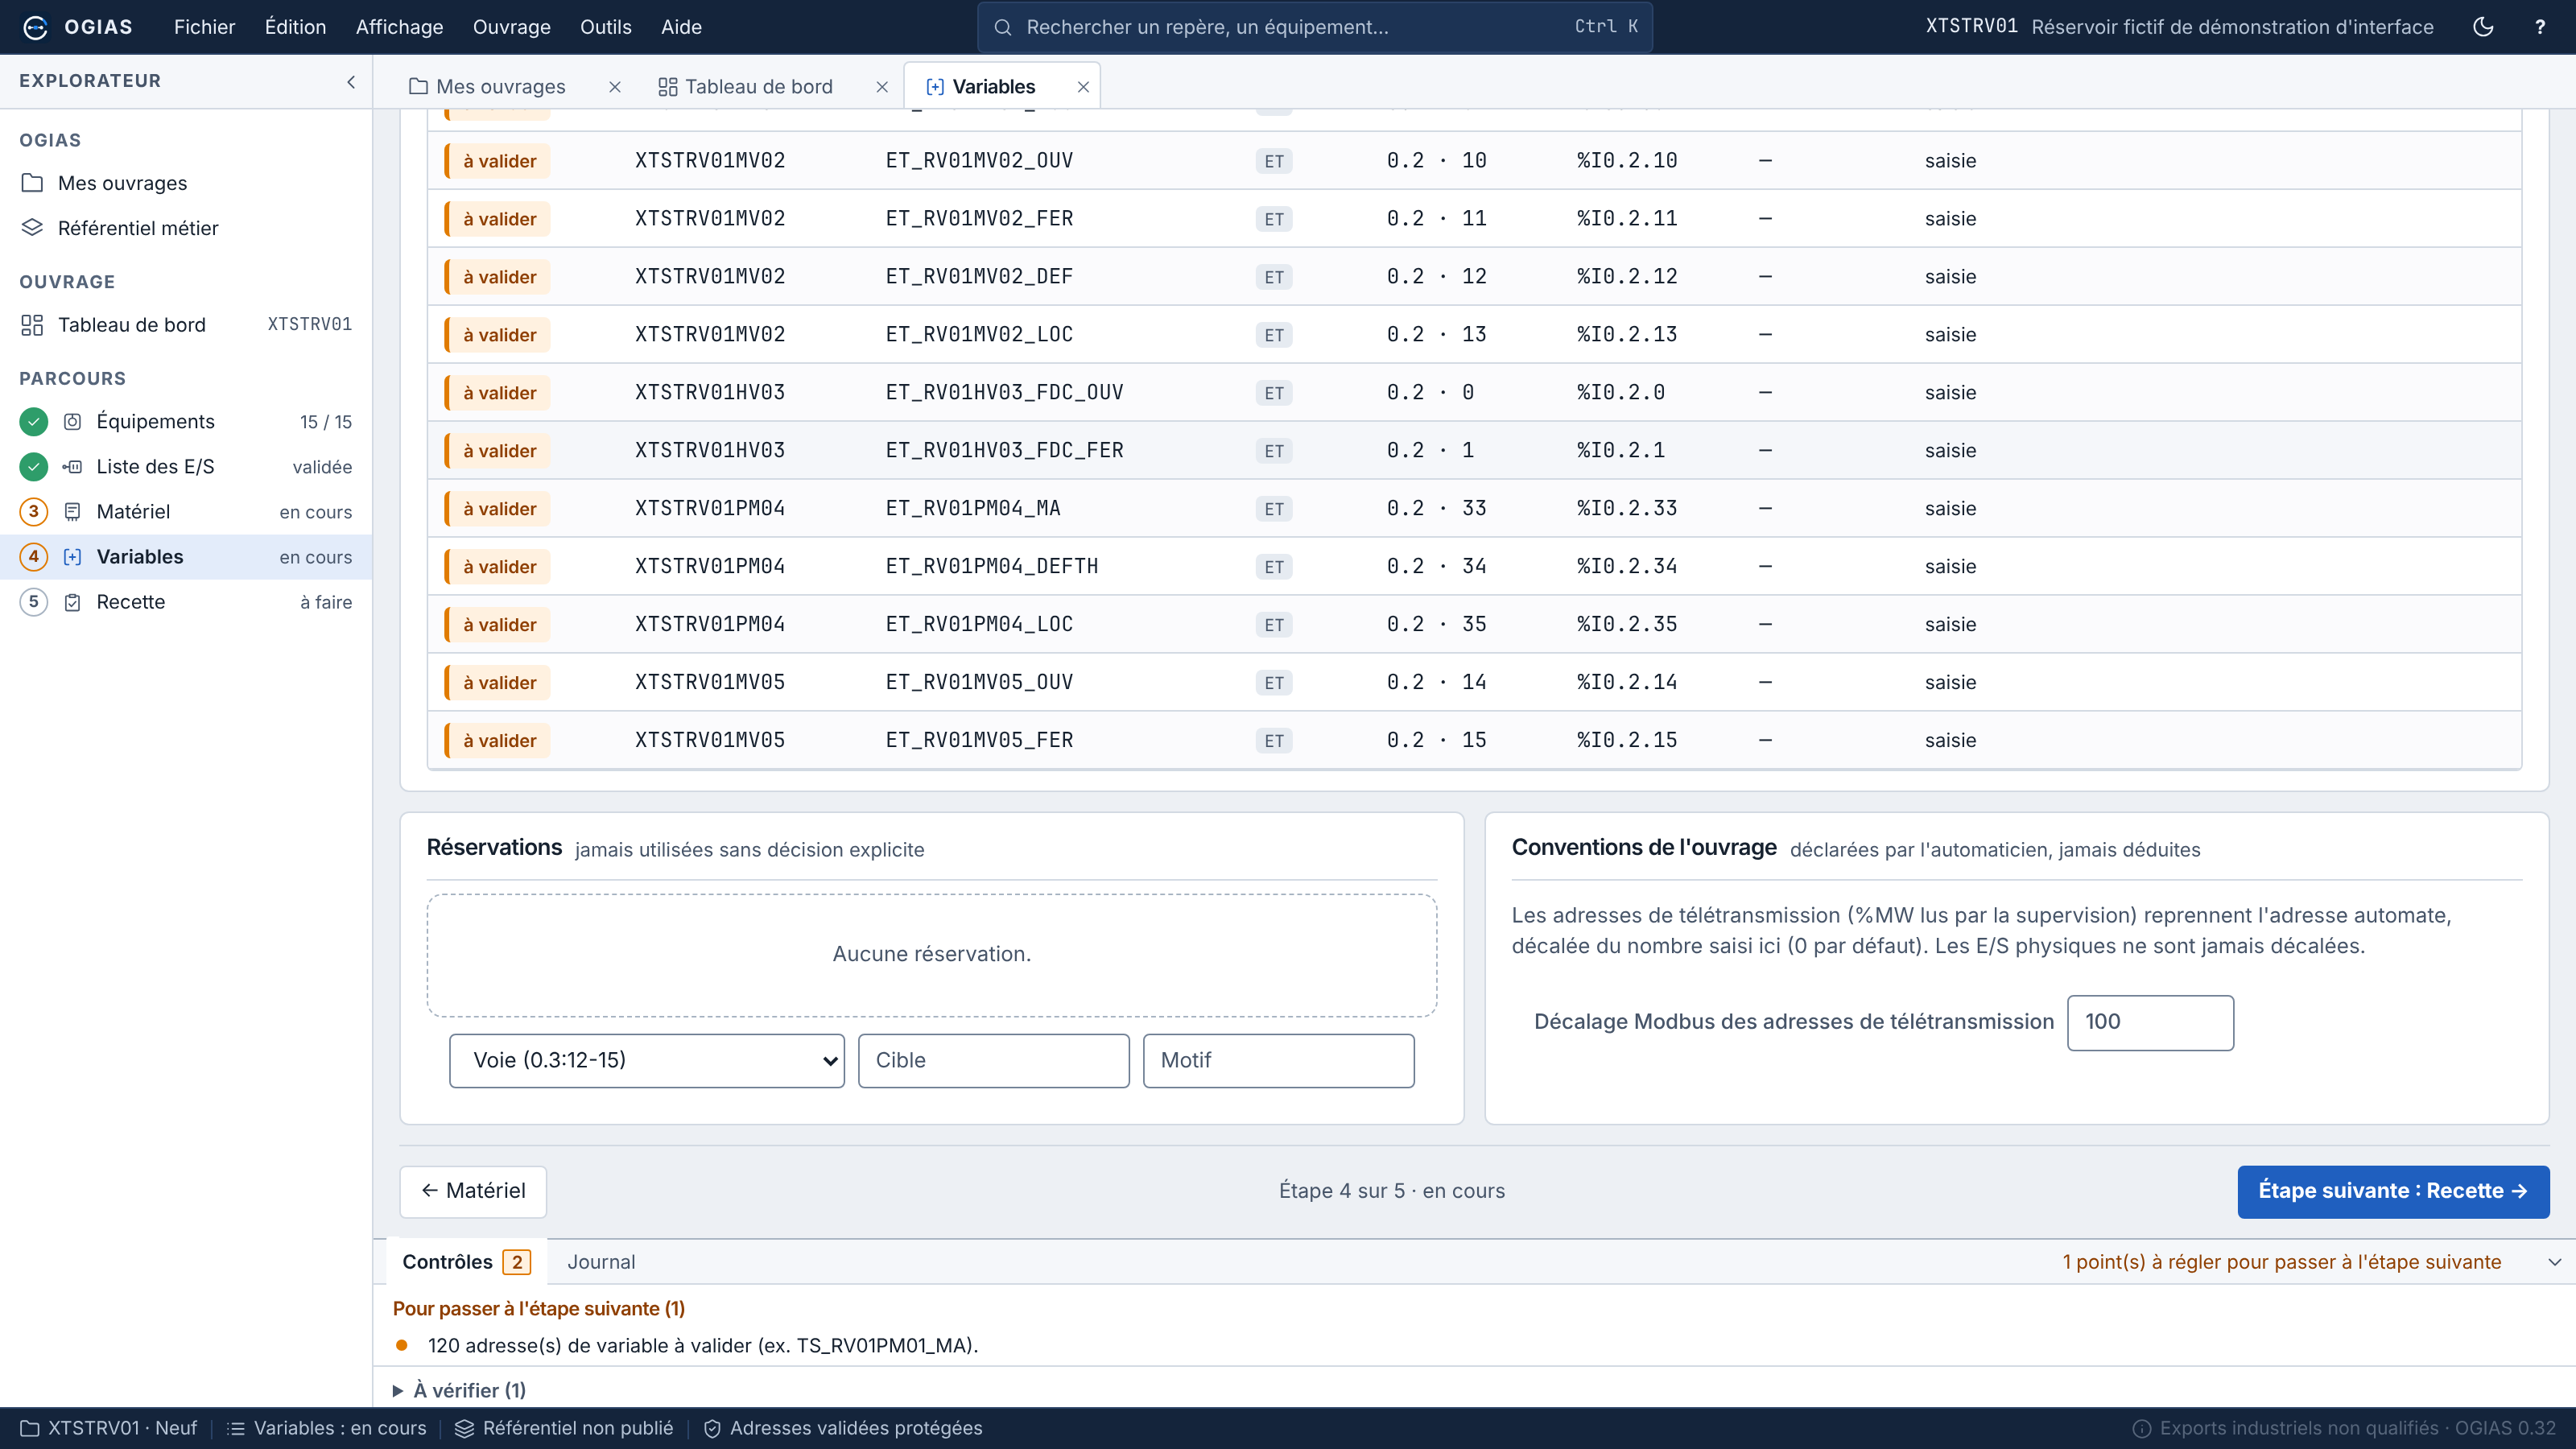 OGIAS Fichier Édition Affichage Ouvrage Outils Aide Rechercher un repère, un équipement... Ctrl K XTSTRV01 Réservoir fictif de démonstration d'interface ?
EXPLORATEUR
Mes ouvrages Tableau de bord Variables
OGIAS
Mes ouvrages
Référentiel métier
OUVRAGE
Tableau de bord XTSTRV01
PARCOURS
Équipements 15 / 15
Liste des E/S validée
3 Matériel en cours
4 Variables en cours
5 Recette à faire
à valider XTSTRV01MV02 ET_RV01MV02_OUV ET 0.2 · 10 %I0.2.10 — saisie
à valider XTSTRV01MV02 ET_RV01MV02_FER ET 0.2 · 11 %I0.2.11 — saisie
à valider XTSTRV01MV02 ET_RV01MV02_DEF ET 0.2 · 12 %I0.2.12 — saisie
à valider XTSTRV01MV02 ET_RV01MV02_LOC ET 0.2 · 13 %I0.2.13 — saisie
à valider XTSTRV01HV03 ET_RV01HV03_FDC_OUV ET 0.2 · 0 %I0.2.0 — saisie
à valider XTSTRV01HV03 ET_RV01HV03_FDC_FER ET 0.2 · 1 %I0.2.1 — saisie
à valider XTSTRV01PM04 ET_RV01PM04_MA ET 0.2 · 33 %I0.2.33 — saisie
à valider XTSTRV01PM04 ET_RV01PM04_DEFTH ET 0.2 · 34 %I0.2.34 — saisie
à valider XTSTRV01PM04 ET_RV01PM04_LOC ET 0.2 · 35 %I0.2.35 — saisie
à valider XTSTRV01MV05 ET_RV01MV05_OUV ET 0.2 · 14 %I0.2.14 — saisie
à valider XTSTRV01MV05 ET_RV01MV05_FER ET 0.2 · 15 %I0.2.15 — saisie
Réservations jamais utilisées sans décision explicite
Aucune réservation.
Voie (0.3:12-15) Cible Motif
Conventions de l'ouvrage déclarées par l'automaticien, jamais déduites
Les adresses de télétransmission (%MW lus par la supervision) reprennent l'adresse automate,
décalée du nombre saisi ici (0 par défaut). Les E/S physiques ne sont jamais décalées.
Décalage Modbus des adresses de télétransmission 100
← Matériel Étape 4 sur 5 · en cours Étape suivante : Recette →
Contrôles 2 Journal 1 point(s) à régler pour passer à l'étape suivante
Pour passer à l'étape suivante (1)
120 adresse(s) de variable à valider (ex. TS_RV01PM01_MA).
À vérifier (1)
XTSTRV01 · Neuf Variables : en cours Référentiel non publié Adresses validées protégées Exports industriels non qualifiés · OGIAS 0.32